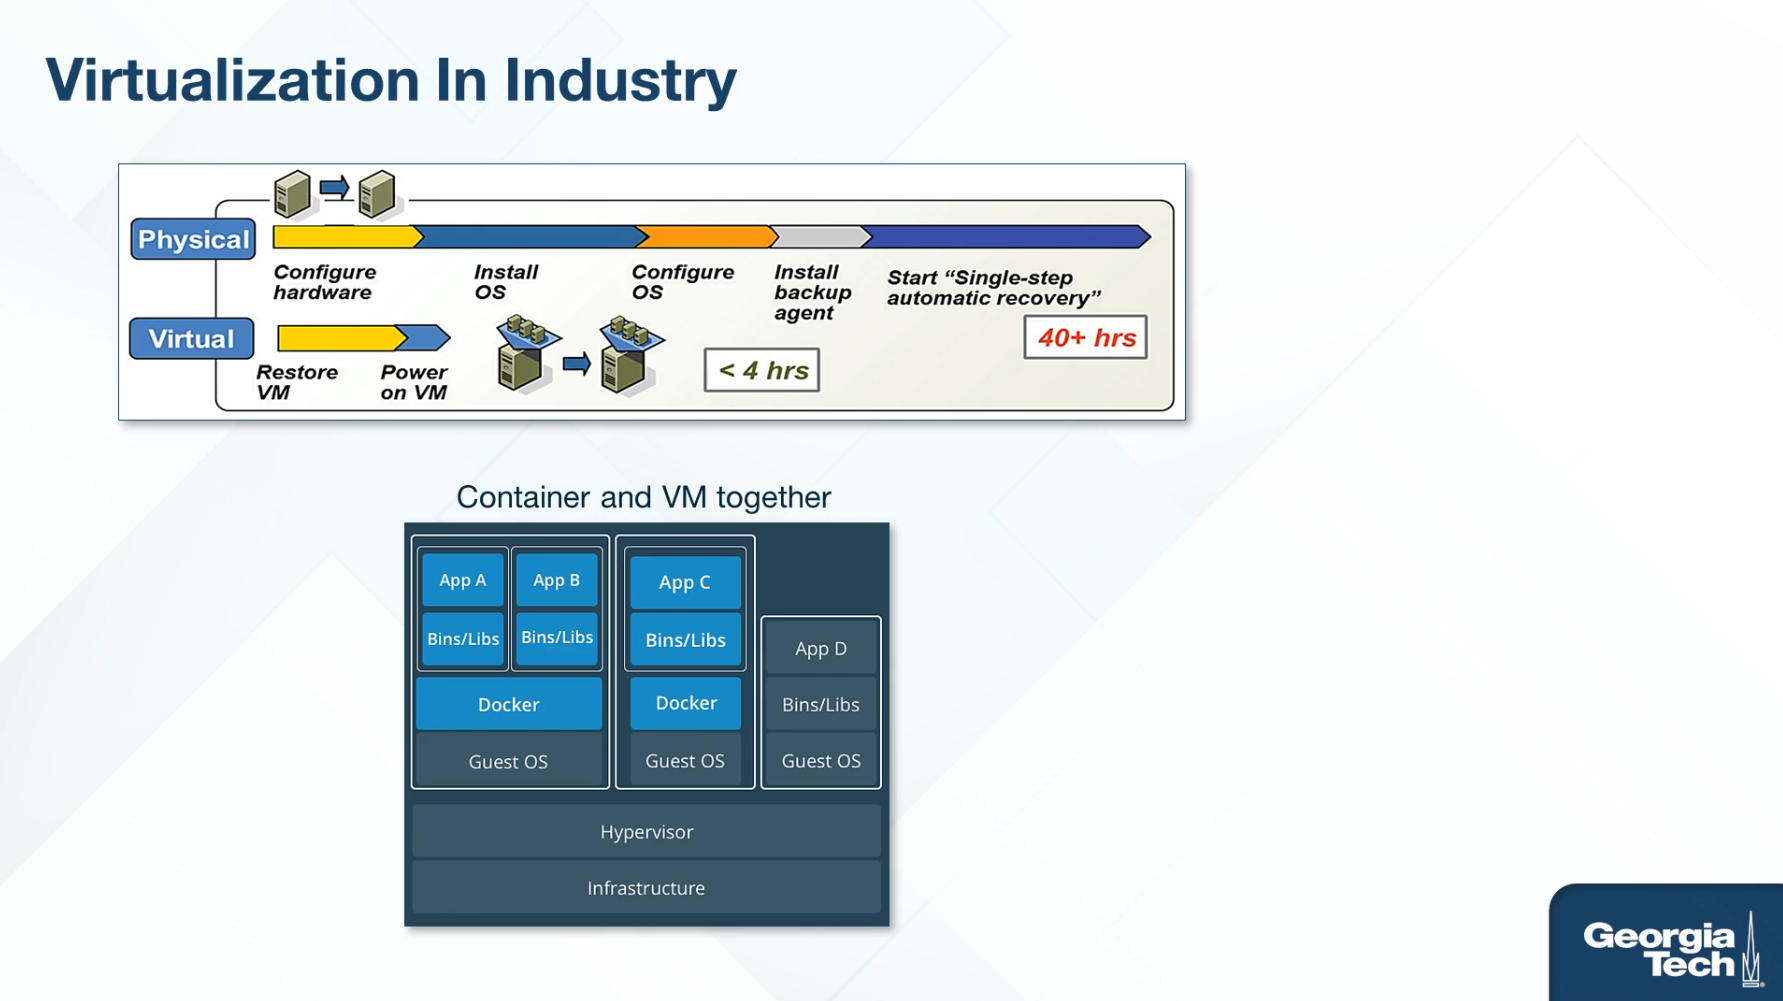 Virtualization In Industry
Physical
Configure
hardware
Install
OS
Configure
OS
Install
backup
agent
Start “Single-step
automatic recovery”
40+ hrs
Virtual
Restore
VM
Power
on VM
< 4 hrs
Container and VM together
App A
App B
App C
Bins/Libs
Bins/Libs
Bins/Libs
App D
Docker
Docker
Bins/Libs
Guest OS
Guest OS
Guest OS
Hypervisor
Infrastructure
Georgia
Tech